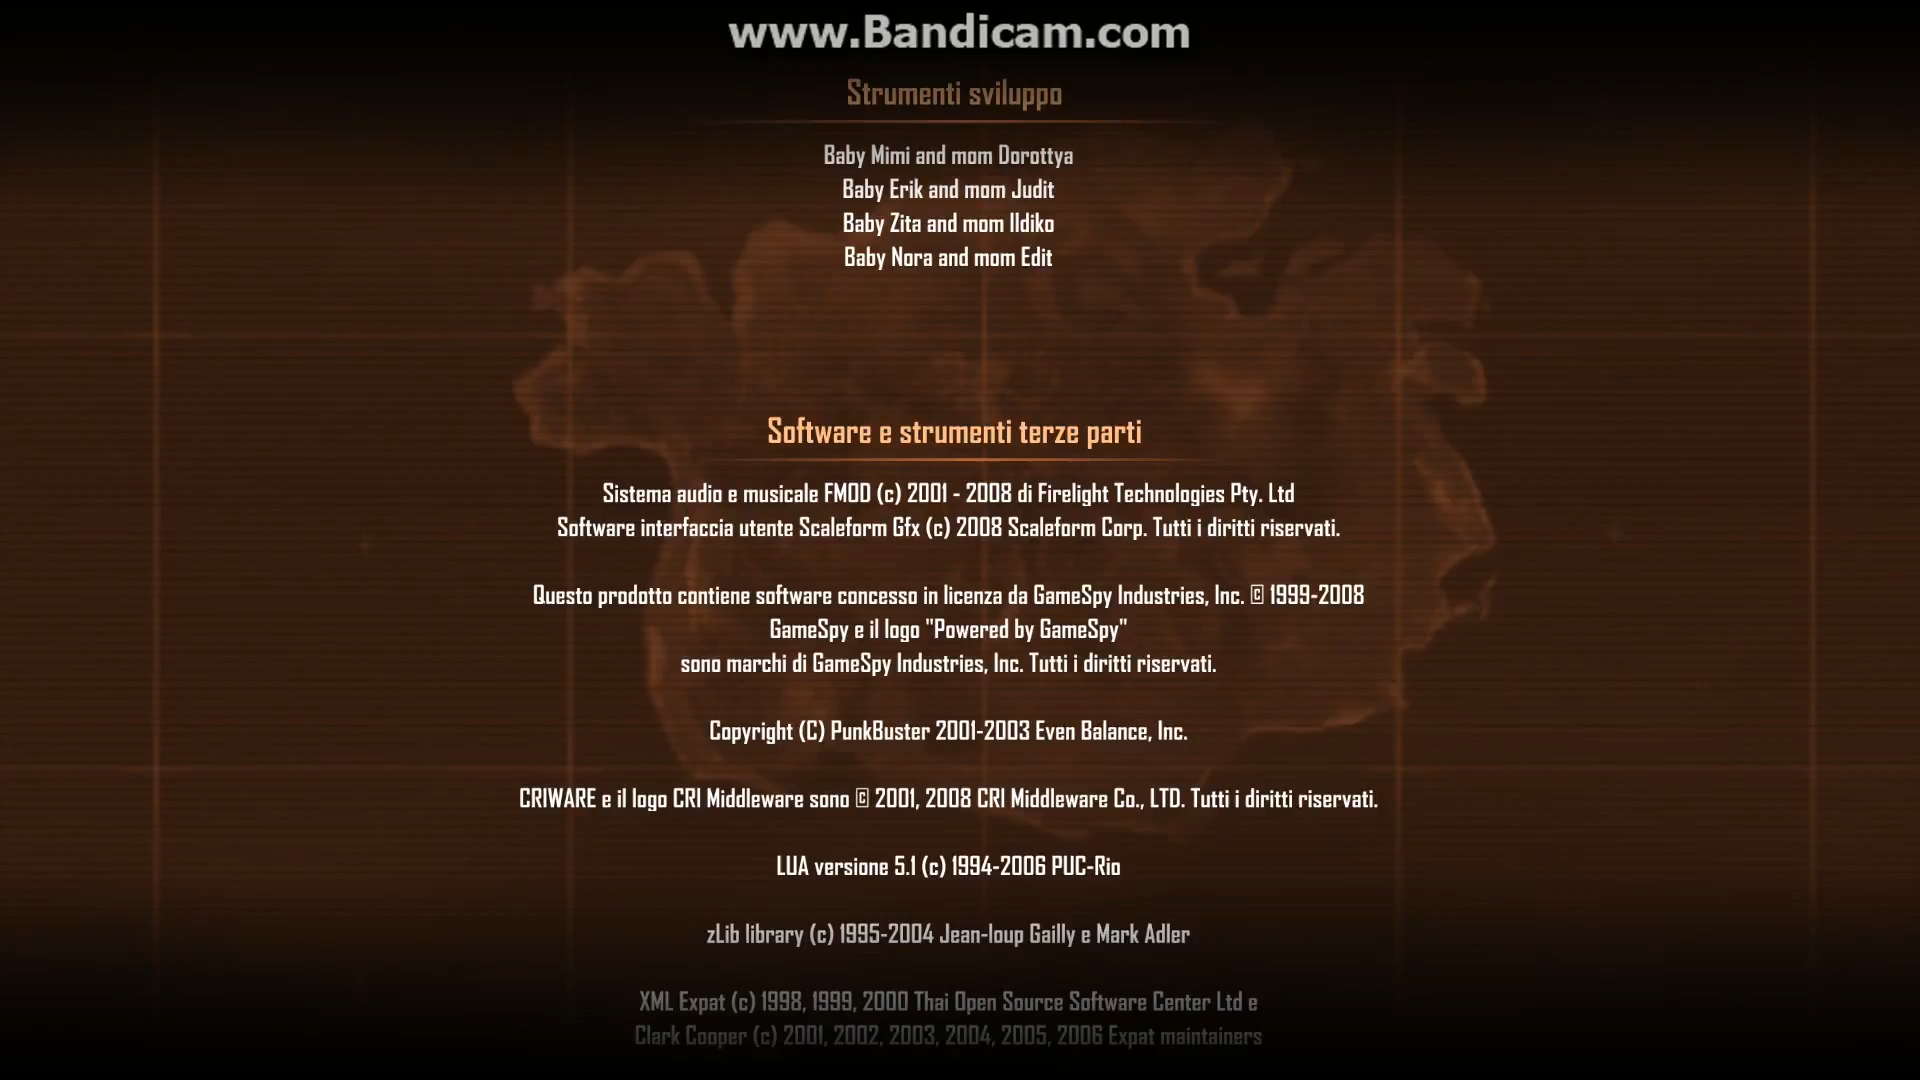 www.Bandicam.com
Strumenti sviluppo
Baby Mimi and mom Dorottya
Baby Erik and mom Judit
Baby Zita and mom Ildiko
Baby Nora and mom Edit
Software e strumenti terze parti
Sistema audio e musicale FMOD (c) 2001 - 2008 di Firelight Technologies Pty. Ltd
Software interfaccia utente Scaleform Gfx (c) 2008 Scaleform Corp. Tutti i diritti riservati.
Questo prodotto contiene software concesso in licenza da GameSpy Industries, Inc. © 1999-2008
GameSpy e il logo "Powered by GameSpy"
sono marchi di GameSpy Industries, Inc. Tutti i diritti riservati.
Copyright (C) PunkBuster 2001-2003 Even Balance, Inc.
CRIWARE e il logo CRI Middleware sono © 2001, 2008 CRI Middleware Co., LTD. Tutti i diritti riservati.
LUA versione 5.1 (c) 1994-2006 PUC-Rio
zLib library (c) 1995-2004 Jean-loup Gailly e Mark Adler
XML Expat (c) 1998, 1999, 2000 Thai Open Source Software Center Ltd e
Clark Cooper (c) 2001, 2002, 2003, 2004, 2005, 2006 Expat maintainers